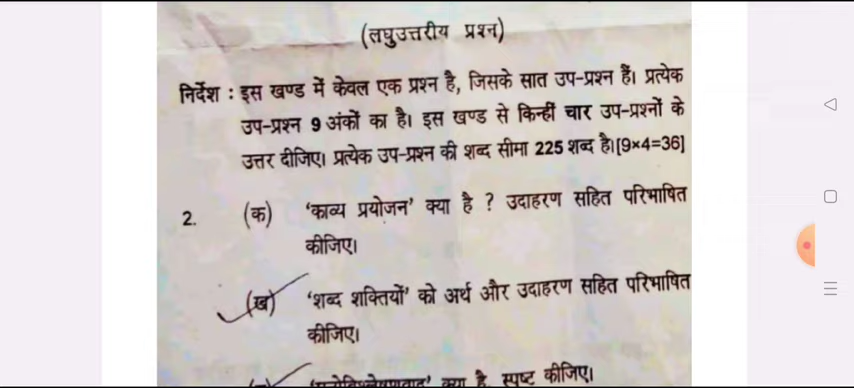 (लघुउत्तरीय प्रश्न)
निर्देश : इस खण्ड में केवल एक प्रश्न है, जिसके सात उप-प्रश्न हैं। प्रत्येक
उप-प्रश्न 9 अंकों का है। इस खण्ड से किन्हीं चार उप-प्रश्नों के
उत्तर दीजिए। प्रत्येक उप-प्रश्न की शब्द सीमा 225 शब्द है। [9×4=36]
2. (क) 'काव्य प्रयोजन' क्या है ? उदाहरण सहित परिभाषित
कीजिए।
(ख) 'शब्द शक्तियों' को अर्थ और उदाहरण सहित परिभाषित
कीजिए।
'मनोविश्लेषणवाद' क्या है, स्पष्ट कीजिए।